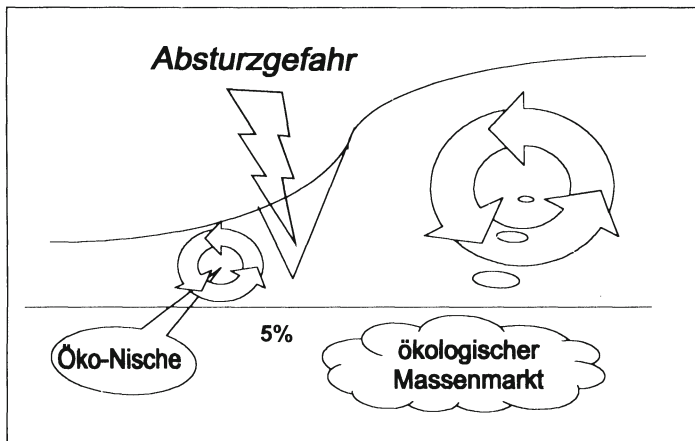 Absturzgefahr
5%
Öko-Nische
ökologischer
Massenmarkt